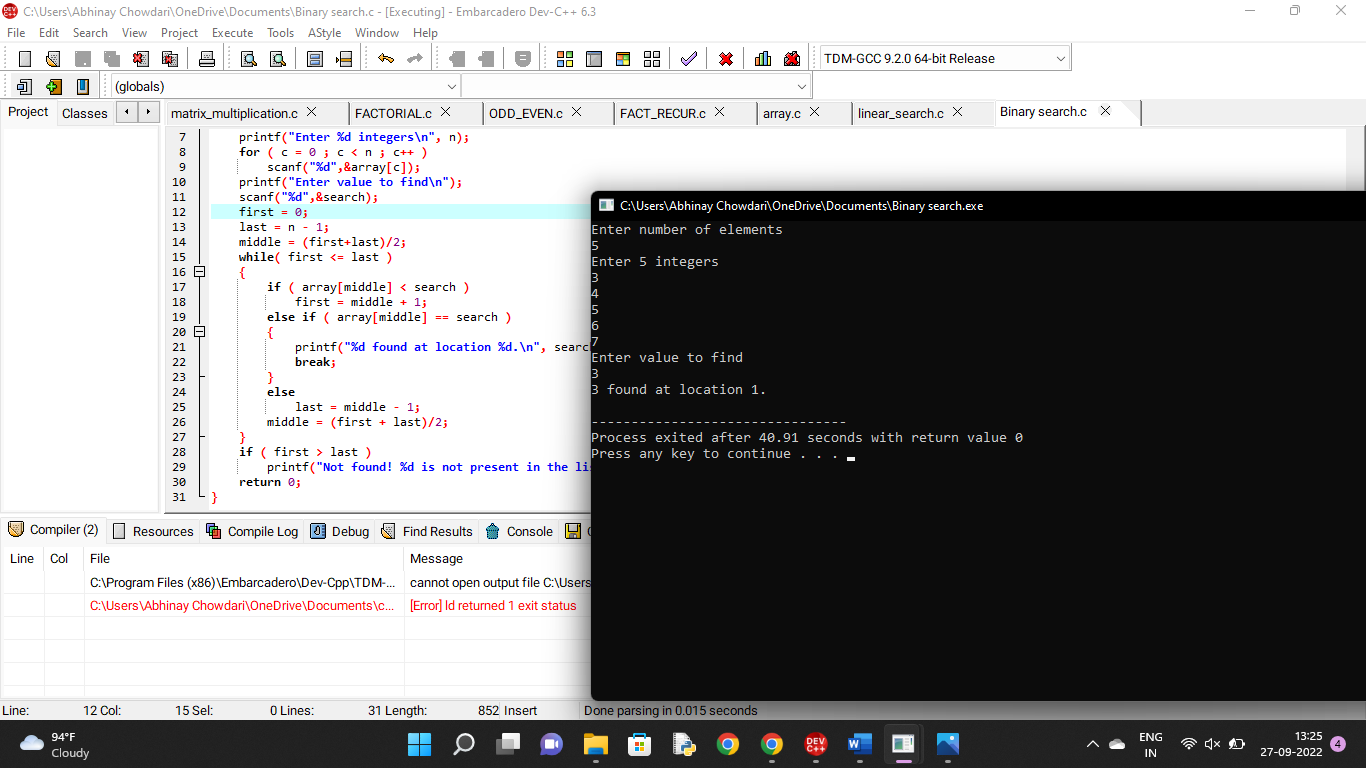 C:\Users\Abhinay Chowdari\OneDrive\Documents\Binary search.c - [Executing] - Embarcadero Dev-C++ 6.3
File Edit Search View Project Execute Tools AStyle Window Help
TDM-GCC 9.2.0 64-bit Release
(globals)
Project Classes
matrix_multiplication.c FACTORIAL.c ODD_EVEN.c FACT_RECUR.c array.c linear_search.c Binary search.c
7 printf("Enter %d integers\n", n);
8 for ( c = 0 ; c < n ; c++ )
9 scanf("%d",&array[c]);
10 printf("Enter value to find\n");
11 scanf("%d",&search);
12 first = 0;
13 last = n - 1;
14 middle = (first+last)/2;
15 while( first <= last )
16 {
17 if ( array[middle] < search )
18 first = middle + 1;
19 else if ( array[middle] == search )
20 {
21 printf("%d found at location %d.\n", searc
22 break;
23 }
24 else
25 last = middle - 1;
26 middle = (first + last)/2;
27 }
28 if ( first > last )
29 printf("Not found! %d is not present in the li
30 return 0;
31 }
C:\Users\Abhinay Chowdari\OneDrive\Documents\Binary search.exe
Enter number of elements
5
Enter 5 integers
3
4
5
6
7
Enter value to find
3
3 found at location 1.
--------------------------------
Process exited after 40.91 seconds with return value 0
Press any key to continue . . .
Compiler (2) Resources Compile Log Debug Find Results Console
Line Col File Message
C:\Program Files (x86)\Embarcadero\Dev-Cpp\TDM-... cannot open output file C:\Users
C:\Users\Abhinay Chowdari\OneDrive\Documents\c... [Error] ld returned 1 exit status
Line: 12 Col: 15 Sel: 0 Lines: 31 Length: 852 Insert Done parsing in 0.015 seconds
94°F
Cloudy
DEV C++
ENG
IN
13:25
27-09-2022
4